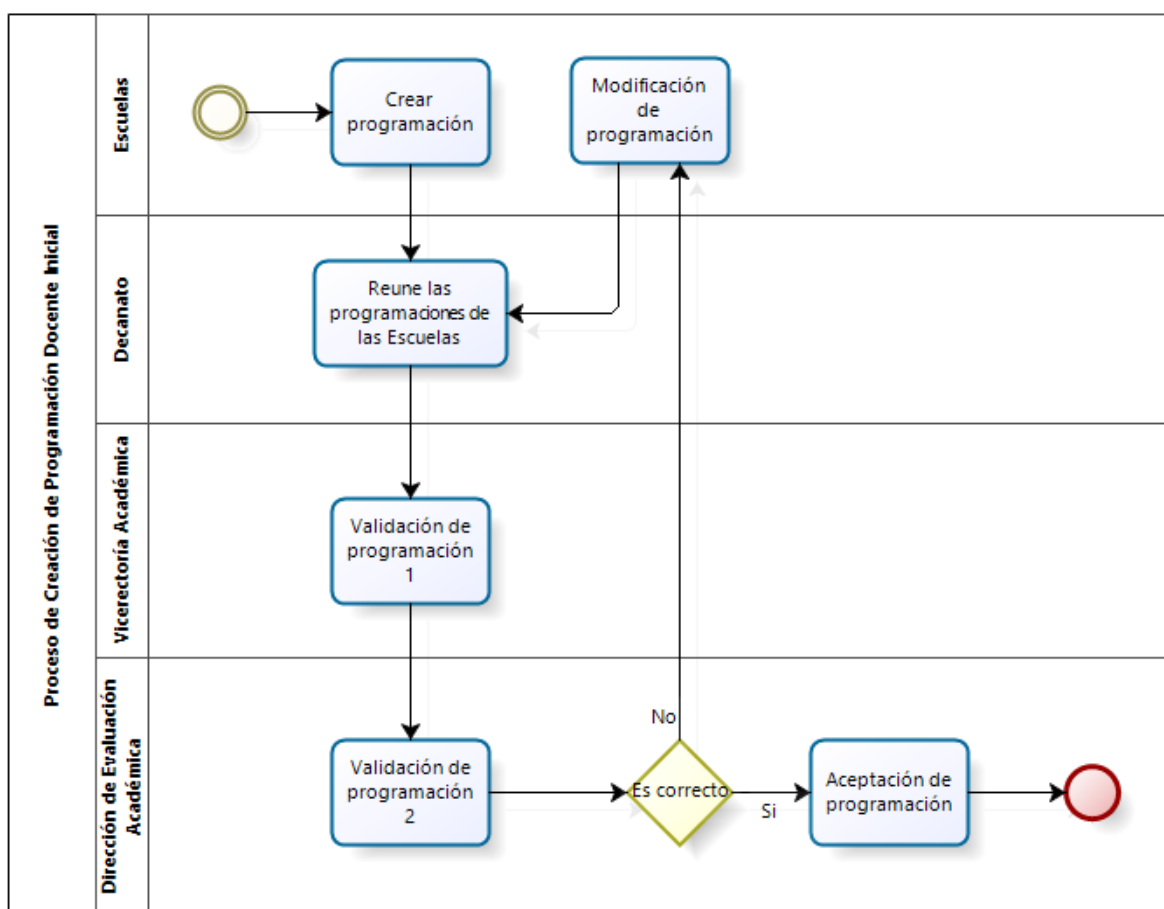 Proceso de Creación de Programación Docente Inicial
Escuelas
Crear
programación
Modificación
de
programación
Decanato
Reune las
programaciones de
las Escuelas
Vicerectoría Académica
Validación de
programación
1
Dirección de Evaluación
Académica
Validación de
programación
2
Es correcto
No
Si
Aceptación de
programación